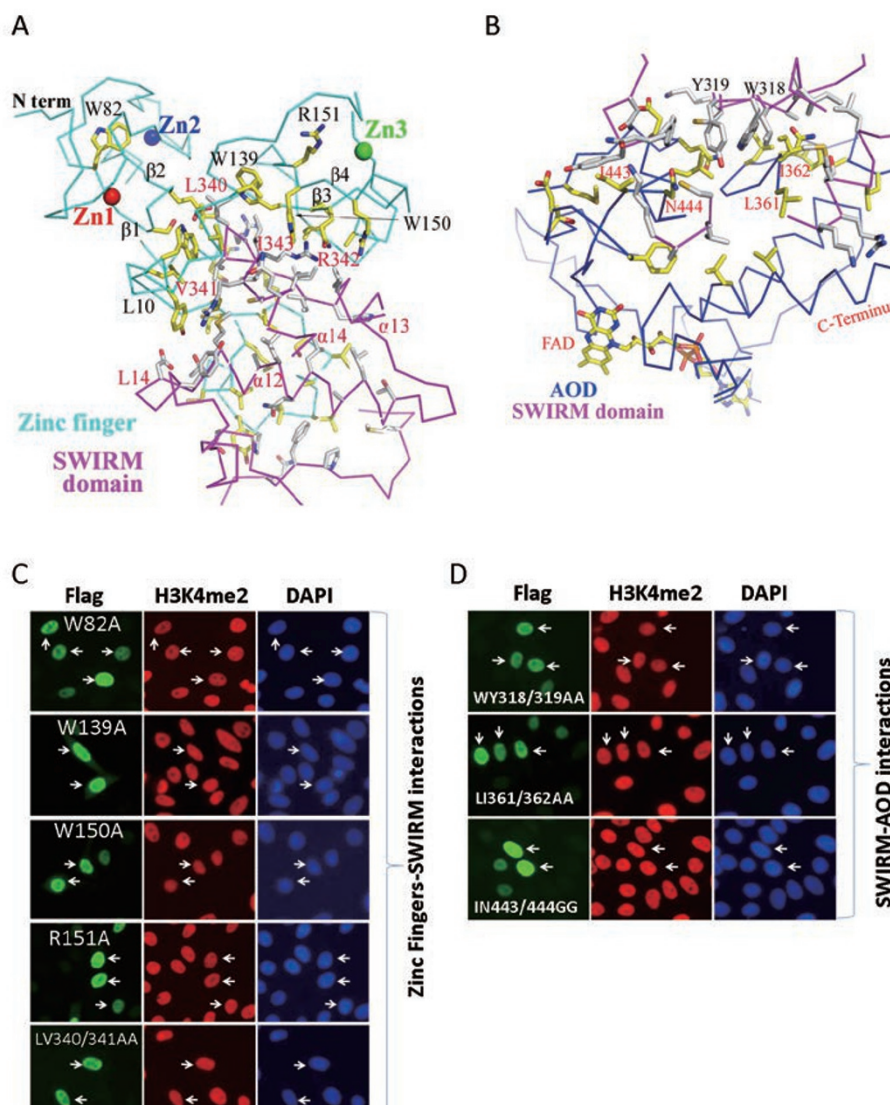 A
N term
W82
Zn2
R151
Zn3
β2
W139
β4
L340
β3
Zn1
β1
W150
I343
R342
L10
V341
α14
α13
L14
α12
Zinc finger
SWIRM
domain
B
Y319
W318
I443
I362
N444
L361
C-Terminu
FAD
AOD
SWIRM domain
C
Flag
H3K4me2
DAPI
W82A
W139A
W150A
R151A
LV340/341AA
Zinc Fingers-SWIRM interactions
D
Flag
H3K4me2
DAPI
WY318/319AA
LI361/362AA
IN443/444GG
SWIRM-AOD interactions